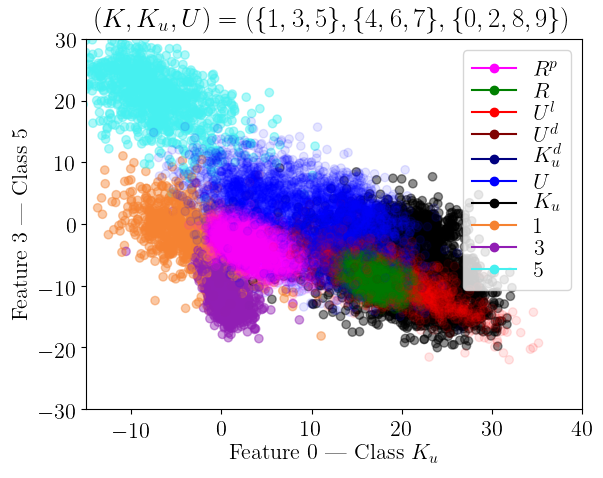 (K, K_u, U) = ({1, 3, 5}, {4, 6, 7}, {0, 2, 8, 9})
30
20
10
0
−10
−20
−30
Feature 3 — Class 5
−10
0
10
20
30
40
Feature 0 — Class K_u
R^p
R
U^l
U^d
K_u^d
U
K_u
1
3
5